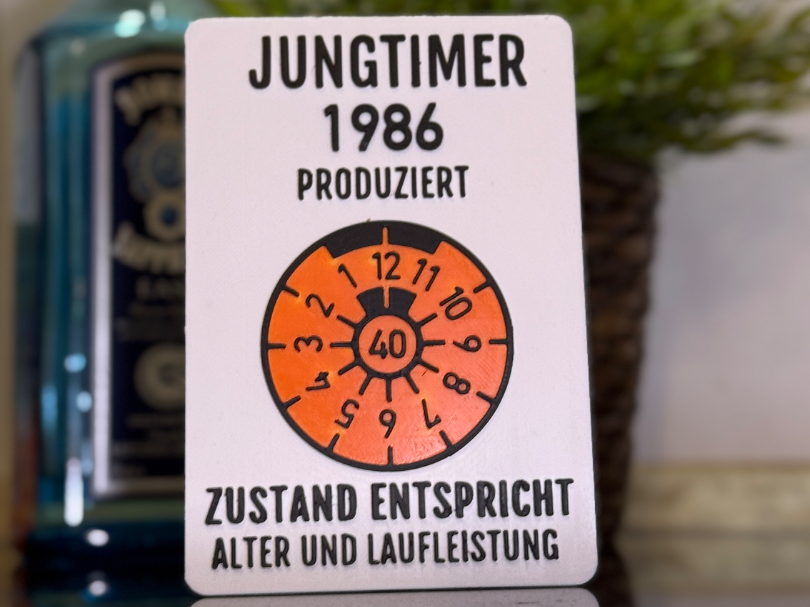 JUNGTIMER
1986
PRODUZIERT
1 12 11
2 10
3 40 9
4 8
5 6 7
ZUSTAND ENTSPRICHT
ALTER UND LAUFLEISTUNG